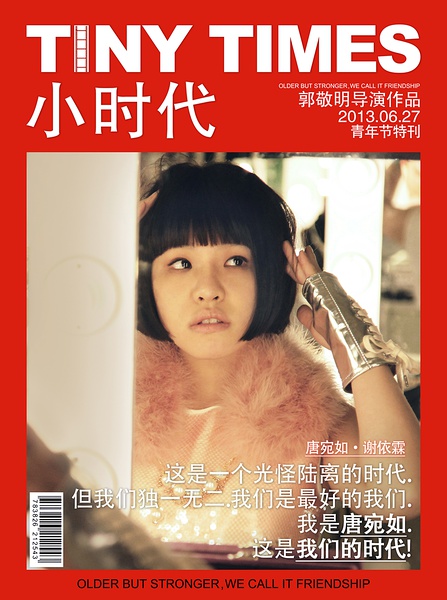 TINY TIMES
小时代
OLDER BUT STRONGER, WE CALL IT FRIENDSHIP
郭敬明导演作品
2013.06.27
青年节特刊
唐宛如·谢依霖
这是一个光怪陆离的时代.
但我们独一无二.我们是最好的我们.
我是唐宛如.
这是我们的时代!
783826 212543
OLDER BUT STRONGER, WE CALL IT FRIENDSHIP